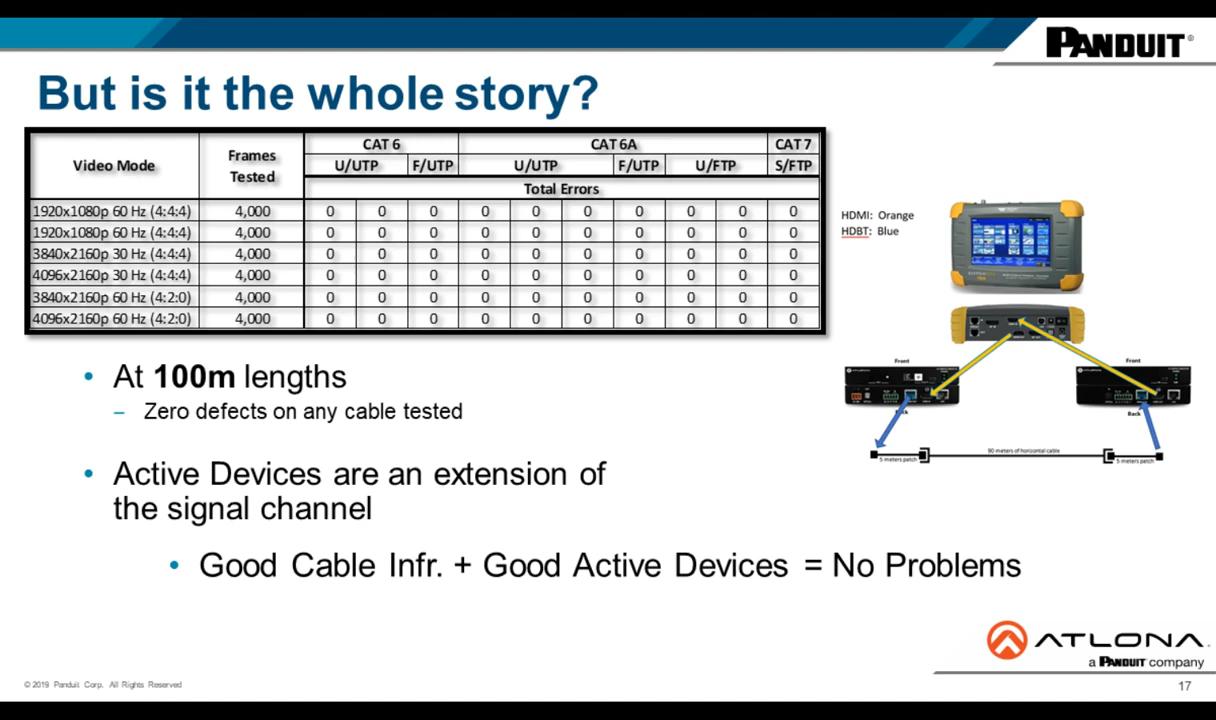 PANDUIT®
But is it the whole story?
Video Mode Frames Tested CAT 6 CAT 6A CAT 7
U/UTP F/UTP U/UTP F/UTP U/FTP S/FTP
Total Errors
1920x1080p 60 Hz (4:4:4) 4,000 0 0 0 0 0 0 0 0 0 0
1920x1080p 60 Hz (4:4:4) 4,000 0 0 0 0 0 0 0 0 0 0
3840x2160p 30 Hz (4:4:4) 4,000 0 0 0 0 0 0 0 0 0 0
4096x2160p 30 Hz (4:4:4) 4,000 0 0 0 0 0 0 0 0 0 0
3840x2160p 60 Hz (4:2:0) 4,000 0 0 0 0 0 0 0 0 0 0
4096x2160p 60 Hz (4:2:0) 4,000 0 0 0 0 0 0 0 0 0 0
HDMI: Orange
HDBT: Blue
Front
Front
Back
5 meters patch
90 meters of horizontal cable
5 meters patch
• At 100m lengths
– Zero defects on any cable tested
• Active Devices are an extension of
the signal channel
• Good Cable Infr. + Good Active Devices = No Problems
ATLONA.
a PANDUIT company
© 2019 Panduit Corp. All Rights Reserved
17